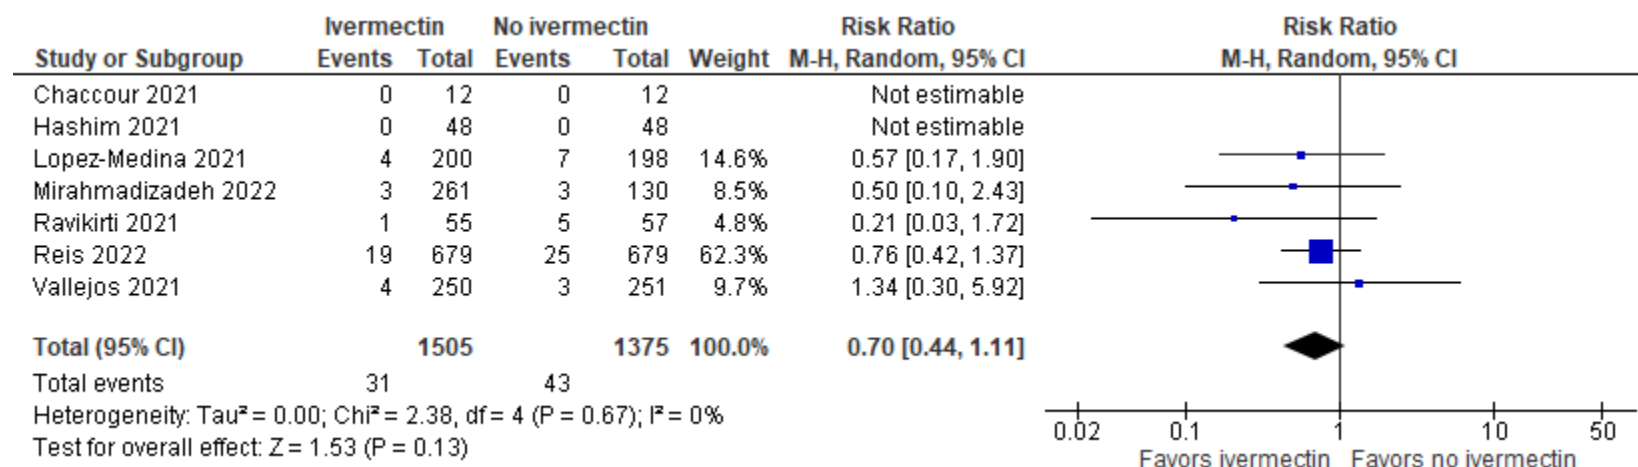 Ivermectin No ivermectin Risk Ratio Risk Ratio
Study or Subgroup Events Total Events Total Weight M-H, Random, 95% CI M-H, Random, 95% CI
Chaccour 2021 0 12 0 12 Not estimable
Hashim 2021 0 48 0 48 Not estimable
Lopez-Medina 2021 4 200 7 198 14.6% 0.57 [0.17, 1.90]
Mirahmadizadeh 2022 3 261 3 130 8.5% 0.50 [0.10, 2.43]
Ravikirti 2021 1 55 5 57 4.8% 0.21 [0.03, 1.72]
Reis 2022 19 679 25 679 62.3% 0.76 [0.42, 1.37]
Vallejos 2021 4 250 3 251 9.7% 1.34 [0.30, 5.92]
Total (95% CI) 1505 1375 100.0% 0.70 [0.44, 1.11]
Total events 31 43
Heterogeneity: Tau² = 0.00; Chi² = 2.38, df = 4 (P = 0.67); I² = 0%
Test for overall effect: Z = 1.53 (P = 0.13)
0.02 0.1 1 10 50
Favors ivermectin Favors no ivermectin